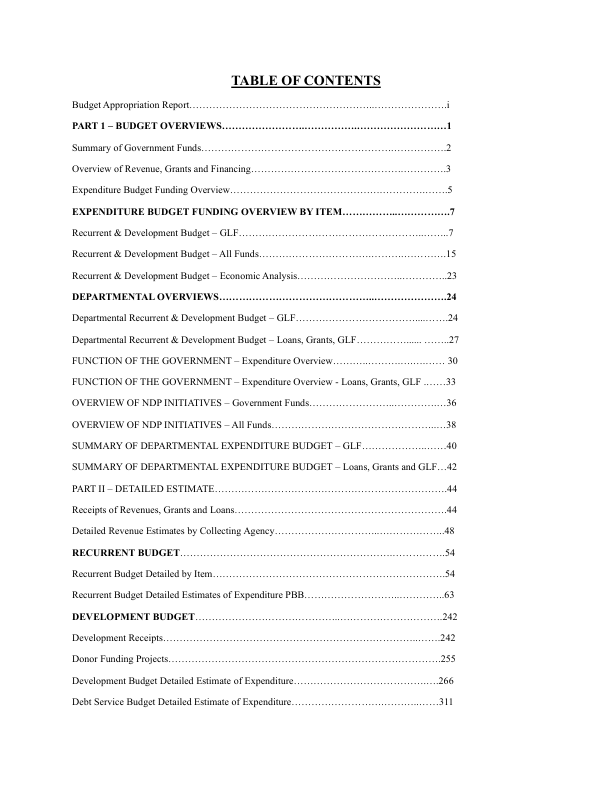 TABLE OF CONTENTS
Budget Appropriation Report……………………………………………….………………….i
PART 1 – BUDGET OVERVIEWS……………………..…………….………………………1
Summary of Government Funds……………………………………………….………………2
Overview of Revenue, Grants and Financing…………………………………….……………3
Expenditure Budget Funding Overview…………………………………….………….…….5
EXPENDITURE BUDGET FUNDING OVERVIEW BY ITEM……………..…………….7
Recurrent & Development Budget – GLF……………………………………………...……..7
Recurrent & Development Budget – All Funds………………………………….……………15
Recurrent & Development Budget – Economic Analysis…………………………..…………..23
DEPARTMENTAL OVERVIEWS………………………………………...………………….24
Departmental Recurrent & Development Budget – GLF………………………………....…….24
Departmental Recurrent & Development Budget – Loans, Grants, GLF……………...... ……..27
FUNCTION OF THE GOVERNMENT – Expenditure Overview……….………….……… 30
FUNCTION OF THE GOVERNMENT – Expenditure Overview - Loans, Grants, GLF …….33
OVERVIEW OF NDP INITIATIVES – Government Funds……………………..………….…36
OVERVIEW OF NDP INITIATIVES – All Funds………………………………………...….38
SUMMARY OF DEPARTMENTAL EXPENDITURE BUDGET – GLF……………….……40
SUMMARY OF DEPARTMENTAL EXPENDITURE BUDGET – Loans, Grants and GLF…42
PART II – DETAILED ESTIMATE……………………………………………………………44
Receipts of Revenues, Grants and Loans……………………………………….………………44
Detailed Revenue Estimates by Collecting Agency…………………………..………………..48
RECURRENT BUDGET……………………………………………………….……………..54
Recurrent Budget Detailed by Item……………………………………………..……………..54
Recurrent Budget Detailed Estimates of Expenditure PBB……………………….…………..63
DEVELOPMENT BUDGET…………………………………….……………….…………..242
Development Receipts…………………………………………………………………..…….242
Donor Funding Projects……………………………………………………………….……….255
Development Budget Detailed Estimate of Expenditure………………………………….….266
Debt Service Budget Detailed Estimate of Expenditure……………………….………..……311